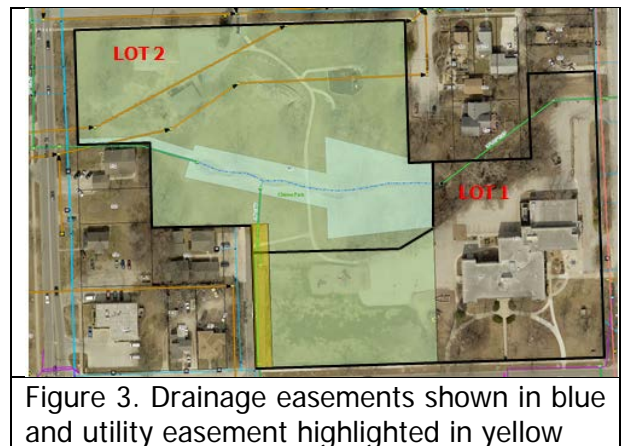 LOT 2
LOT 1
Figure 3. Drainage easements shown in blue
and utility easement highlighted in yellow